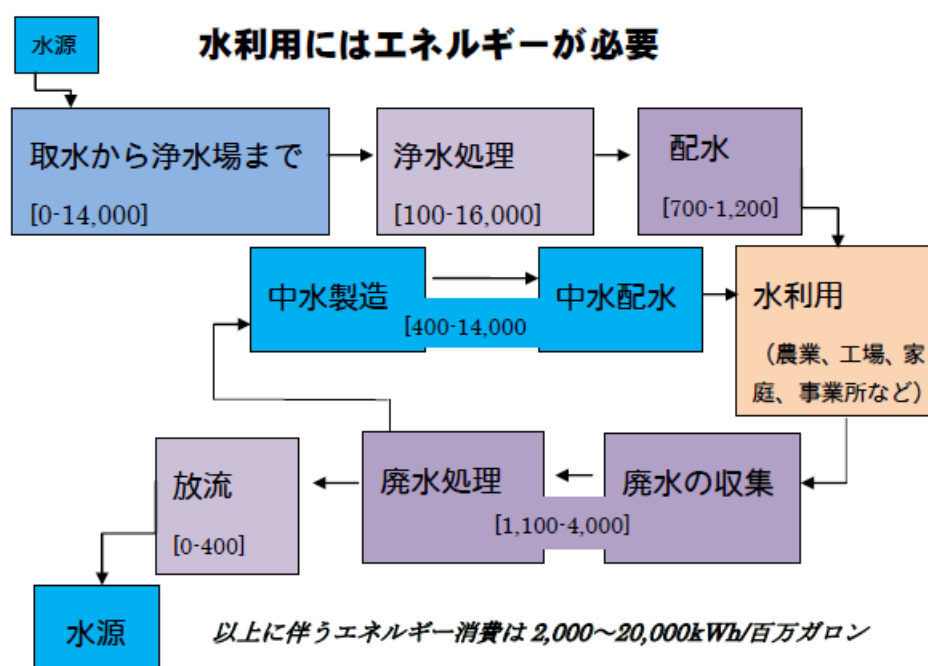 水源
水利用にはエネルギーが必要
取水から浄水場まで
[0-14,000]
浄水処理
[100-16,000]
配水
[700-1,200]
中水製造
中水配水
[400-14,000
水利用
（農業、工場、家
庭、事業所など）
放流
[0-400]
廃水処理
廃水の収集
[1,100-4,000]
水源
以上に伴うエネルギー消費は 2,000～20,000kWh/百万ガロン